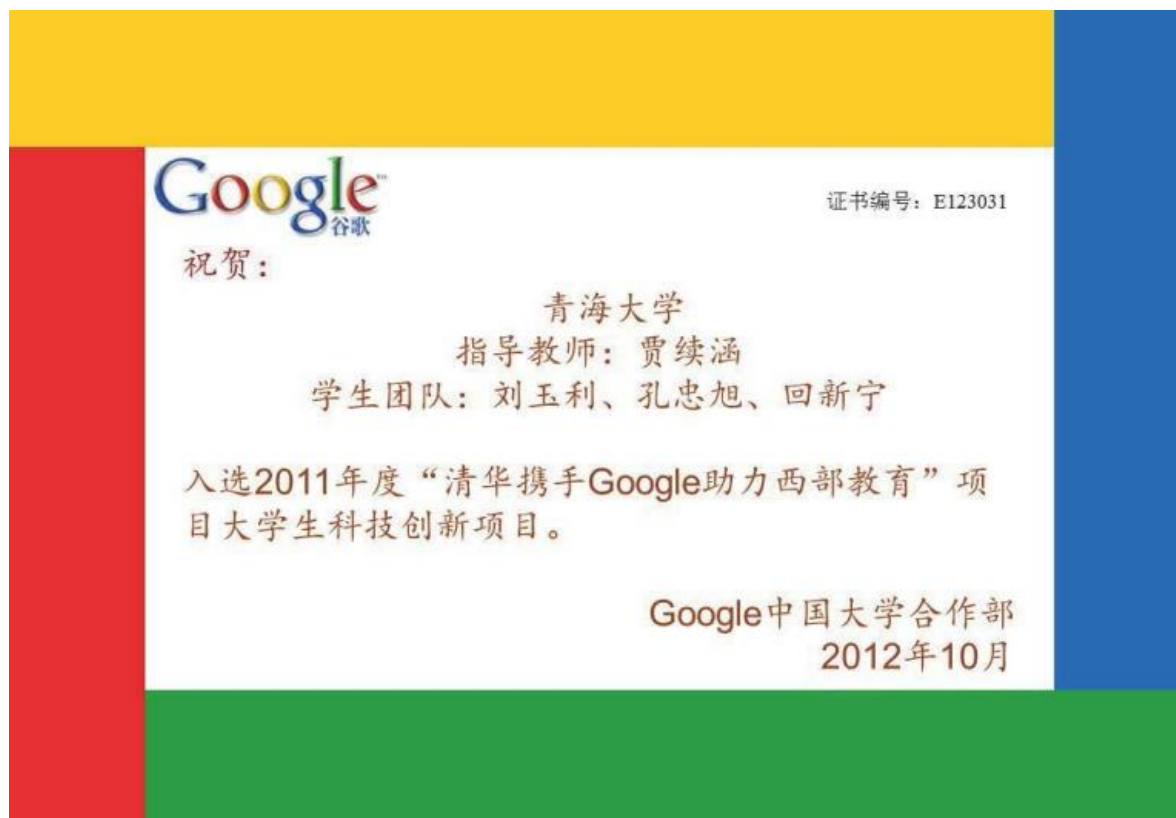 Google™
谷歌
证书编号：E123031
祝贺：
青海大学
指导教师：贾续涵
学生团队：刘玉利、孔忠旭、回新宁
入选2011年度“清华携手Google助力西部教育”项
目大学生科技创新项目。
Google中国大学合作部
2012年10月